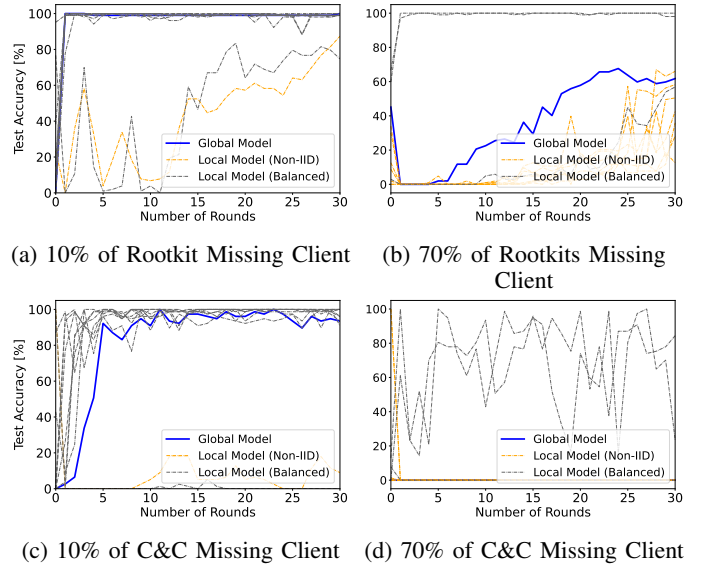 100
80
60
40
20
0
Test Accuracy [%]
0 5 10 15 20 25 30
Number of Rounds
Global Model
Local Model (Non-IID)
Local Model (Balanced)
(a) 10% of Rootkit Missing Client
100
80
60
40
20
0
0 5 10 15 20 25 30
Number of Rounds
Global Model
Local Model (Non-IID)
Local Model (Balanced)
(b) 70% of Rootkits Missing
Client
100
80
60
40
20
0
Test Accuracy [%]
0 5 10 15 20 25 30
Number of Rounds
Global Model
Local Model (Non-IID)
Local Model (Balanced)
(c) 10% of C&C Missing Client
100
80
60
40
20
0
0 5 10 15 20 25 30
Number of Rounds
Global Model
Local Model (Non-IID)
Local Model (Balanced)
(d) 70% of C&C Missing Client